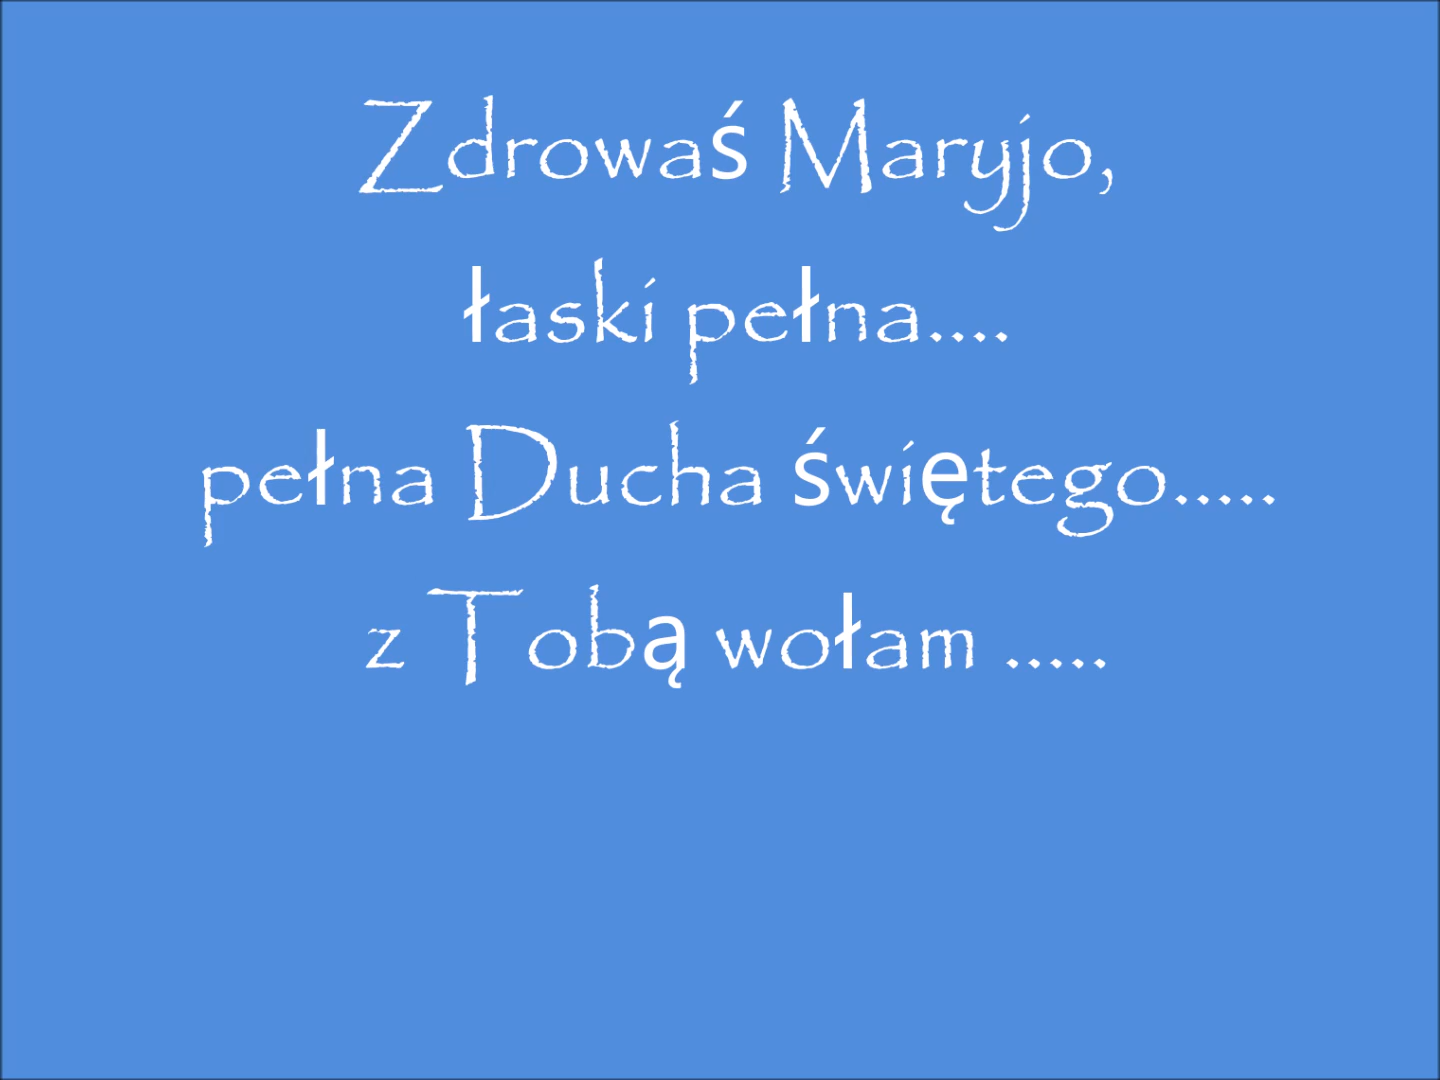 Zdrowaś Maryjo,
łaski pełna....
pełna Ducha świętego.....
z Tobą wołam .....